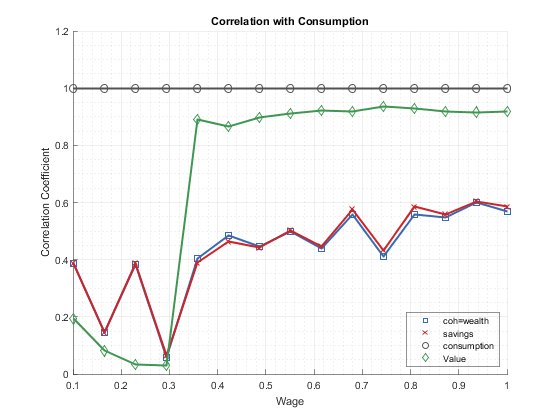 Correlation with Consumption
1.2
1
0.8
0.6
0.4
0.2
0
Correlation Coefficient
0.1 0.2 0.3 0.4 0.5 0.6 0.7 0.8 0.9 1
Wage
coh=wealth
savings
consumption
Value